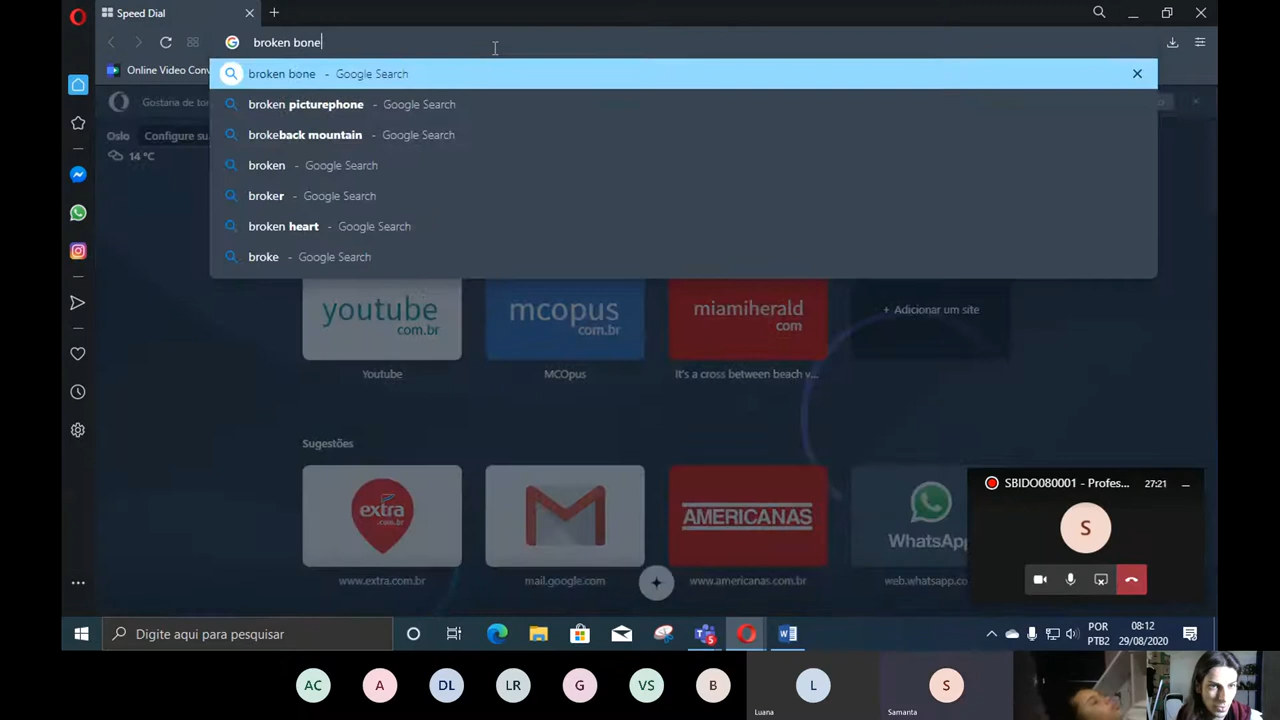 Speed Dial
broken bone
Online Video Conv
broken bone - Google Search
broken picturephone - Google Search
brokeback mountain - Google Search
broken - Google Search
broker - Google Search
broken heart - Google Search
broke - Google Search
Gostaria de to
Oslo
Configure su
14 °C
youtube
com.br
Youtube
mcopus
com.br
MCOpus
miamiherald
com
It's a cross between beach v...
+ Adicionar um site
Sugestões
extra
.com.br
www.extra.com.br
mail.google.com
AMERICANAS
www.americanas.com.br
WhatsApp
web.whatsapp.co
SBIDO080001 - Profes...
27:21
S
Digite aqui para pesquisar
5
POR
PTB2
08:12
29/08/2020
AC
A
DL
LR
G
VS
B
L
Luana
S
Samanta